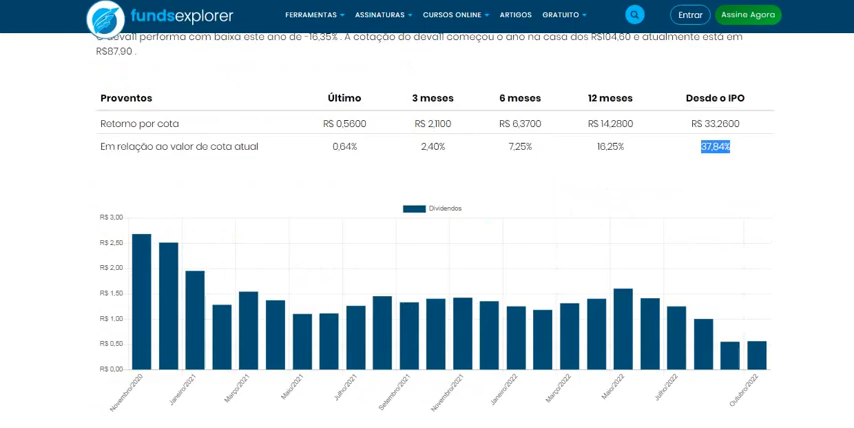 fundsexplorer
FERRAMENTAS ASSINATURAS CURSOS ONLINE ARTIGOS GRATUITO Entrar Assine Agora
O deva11 performa com baixa este ano de -16,35% . A cotação do deva11 começou o ano na casa dos R$104,60 e atualmente está em
R$87,90 .
Proventos Último 3 meses 6 meses 12 meses Desde o IPO
Retorno por cota R$ 0,5600 R$ 2,1100 R$ 6,3700 R$ 14,2800 R$ 33,2600
Em relação ao valor de cota atual 0,64% 2,40% 7,25% 16,25% 37,84%
Dividendos
R$ 3,00
R$ 2,50
R$ 2,00
R$ 1,50
R$ 1,00
R$ 0,50
R$ 0,00
Novembro/2020 Janeiro/2021 Março/2021 Maio/2021 Julho/2021 Setembro/2021 Novembro/2021 Janeiro/2022 Março/2022 Maio/2022 Julho/2022 Outubro/2022